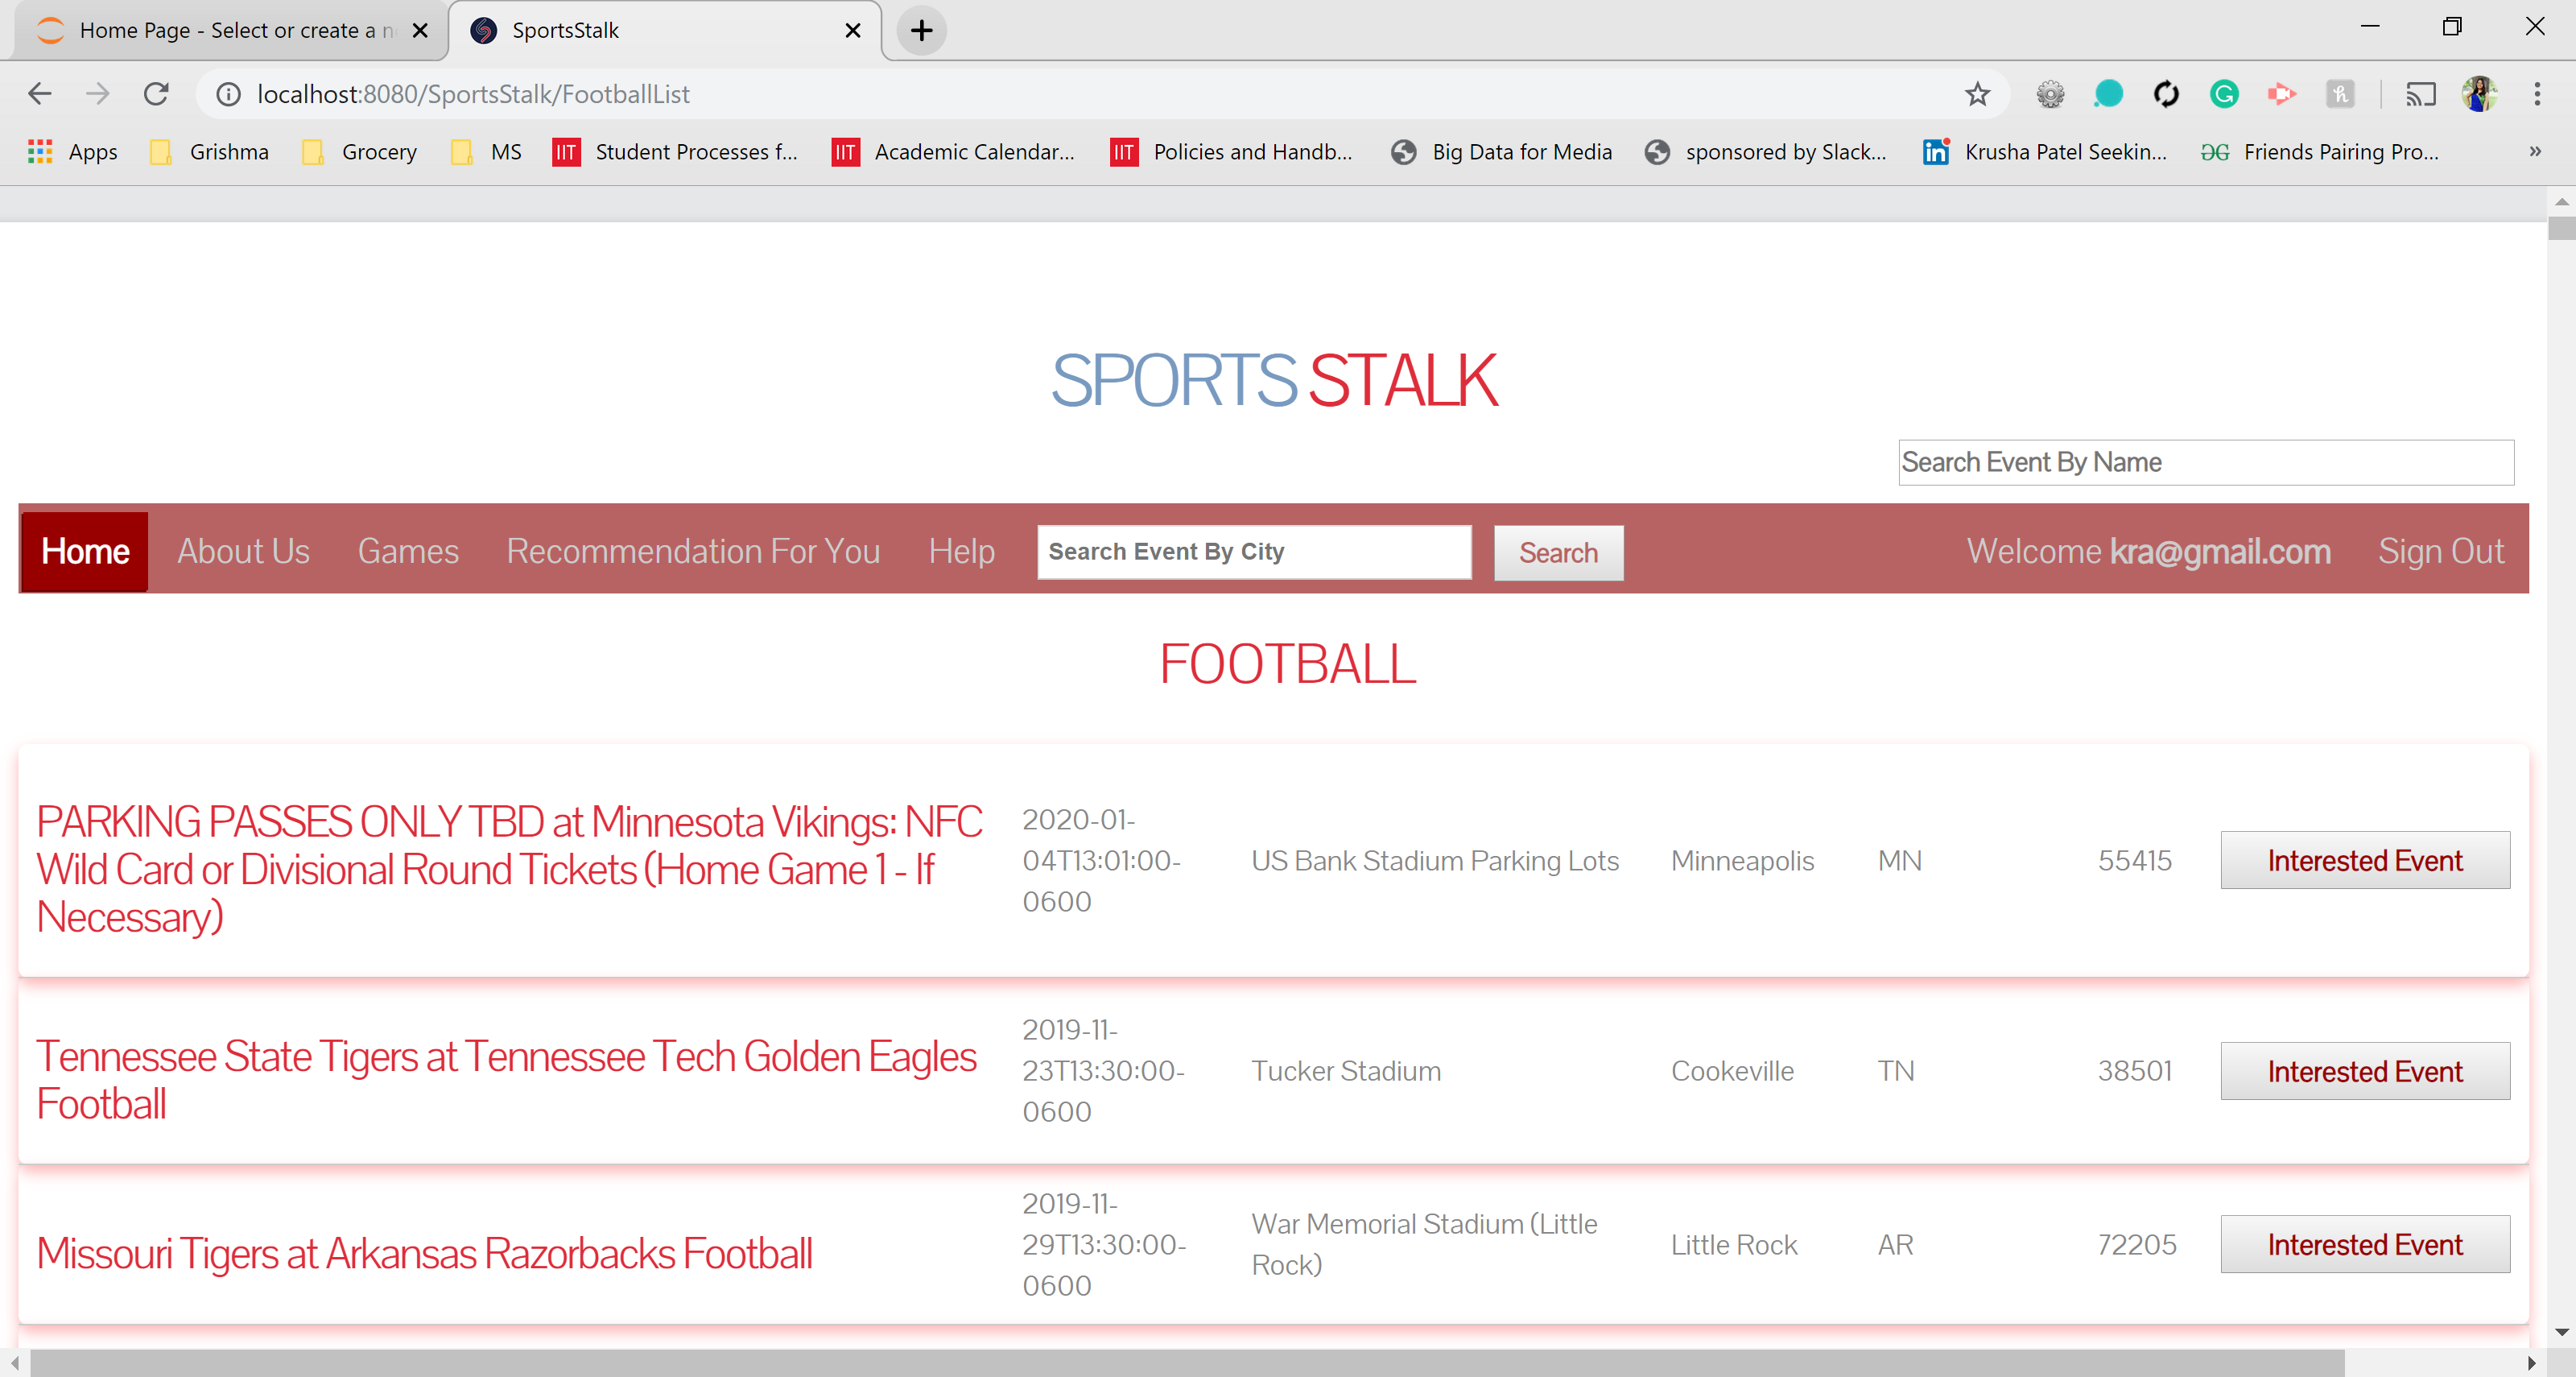 Home Page - Select or create a n
SportsStalk
localhost:8080/SportsStalk/FootballList
Apps
Grishma
Grocery
MS
IIT
Student Processes f...
IIT
Academic Calendar...
IIT
Policies and Handb...
Big Data for Media
sponsored by Slack...
in
Krusha Patel Seekin...
Friends Pairing Pro...
»
SPORTS STALK
Search Event By Name
Home
About Us
Games
Recommendation For You
Help
Search Event By City
Search
Welcome kra@gmail.com
Sign Out
FOOTBALL
PARKING PASSES ONLY TBD at Minnesota Vikings: NFC
Wild Card or Divisional Round Tickets (Home Game 1 - If
Necessary)
2020-01-
04T13:01:00-
0600
US Bank Stadium Parking Lots
Minneapolis
MN
55415
Interested Event
Tennessee State Tigers at Tennessee Tech Golden Eagles
Football
2019-11-
23T13:30:00-
0600
Tucker Stadium
Cookeville
TN
38501
Interested Event
Missouri Tigers at Arkansas Razorbacks Football
2019-11-
29T13:30:00-
0600
War Memorial Stadium (Little
Rock)
Little Rock
AR
72205
Interested Event